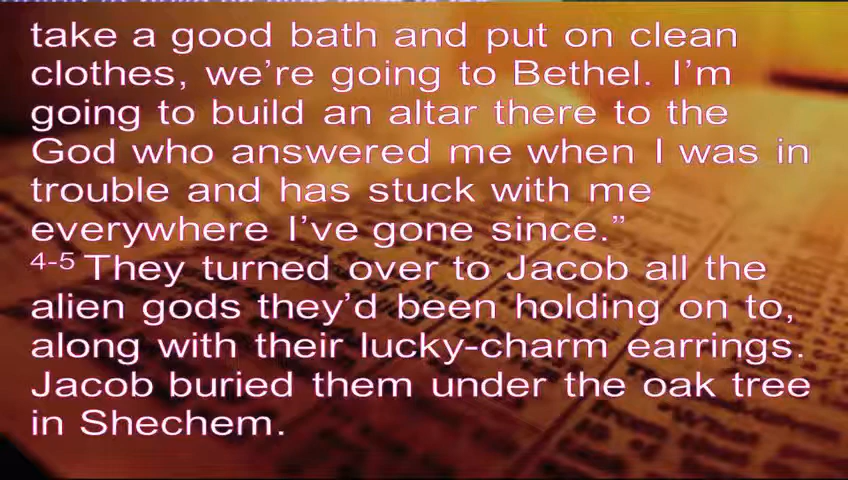 take a good bath and put on clean
clothes, we're going to Bethel. I'm
going to build an altar there to the
God who answered me when I was in
trouble and has stuck with me
everywhere I've gone since.”
4-5 They turned over to Jacob all the
alien gods they'd been holding on to,
along with their lucky-charm earrings.
Jacob buried them under the oak tree
in Shechem.